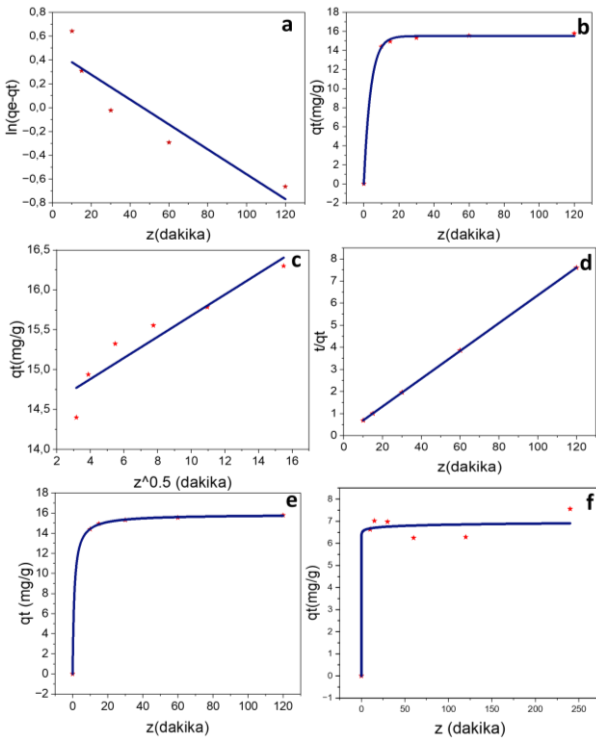 a
ln(qe-qt)
0,8
0,6
0,4
0,2
0,0
-0,2
-0,4
-0,6
-0,8
0 20 40 60 80 100 120
z(dakika)
b
qt(mg/g)
18
16
14
12
10
8
6
4
2
0
-2
0 20 40 60 80 100 120
z(dakika)
c
qt(mg/g)
16,5
16,0
15,5
15,0
14,5
14,0
2 4 6 8 10 12 14 16
z^0.5 (dakika)
d
t/qt
8
7
6
5
4
3
2
1
0
0 25 50 75 100 125
z(dakika)
e
qt (mg/g)
18
16
14
12
10
8
6
4
2
0
-2
0 20 40 60 80 100 120
z(dakika)
f
qt(mg/g)
8
7
6
5
4
3
2
1
0
-1
0 50 100 150 200 250
z (dakika)